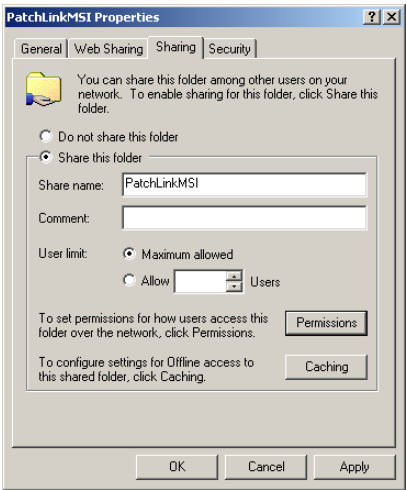 PatchLinkMSI Properties
General Web Sharing Sharing Security
You can share this folder among other users on your
network. To enable sharing for this folder, click Share this
folder.
Do not share this folder
Share this folder
Share name: PatchLinkMSI
Comment:
User limit: Maximum allowed
Allow Users
To set permissions for how users access this
folder over the network, click Permissions.
Permissions
To configure settings for Offline access to
this shared folder, click Caching.
Caching
OK Cancel Apply